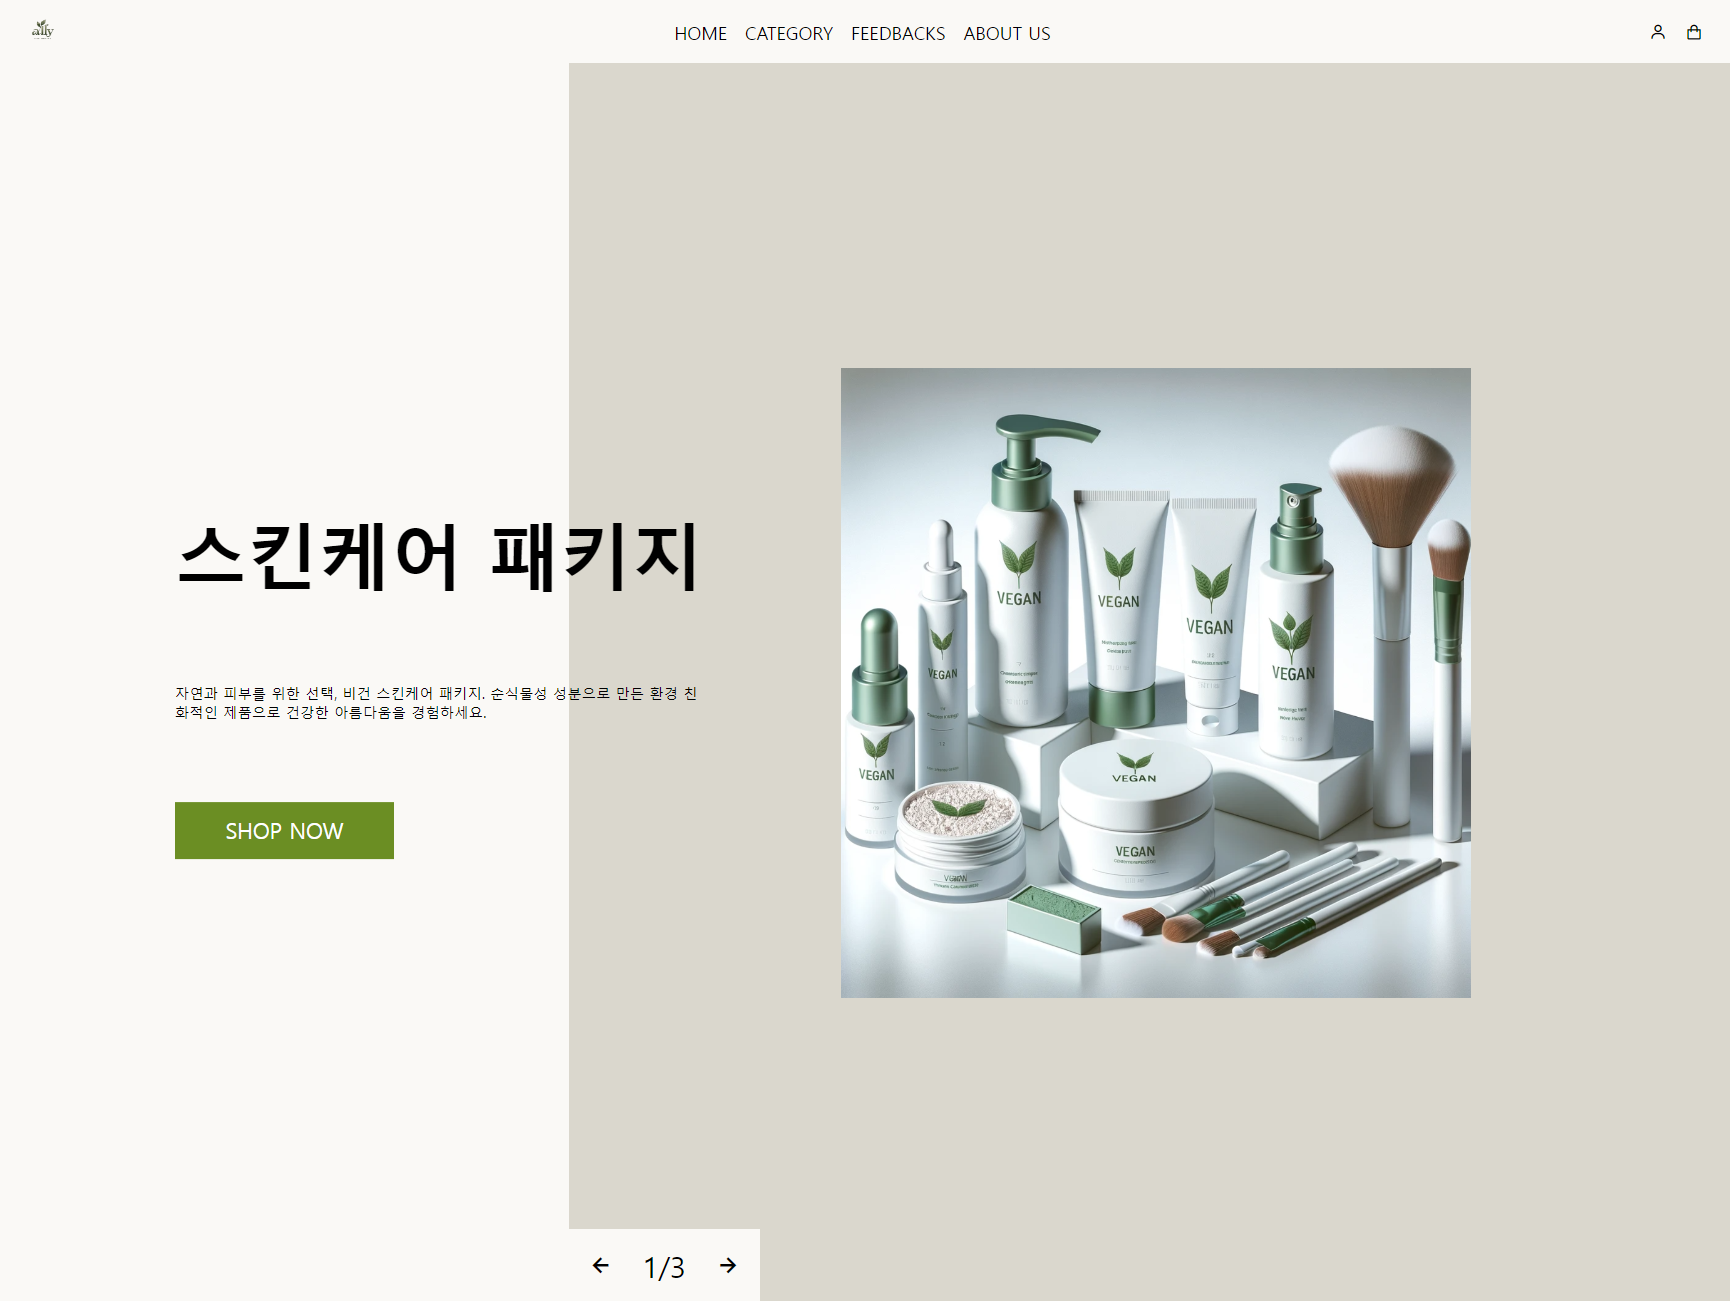 ally
HOME CATEGORY FEEDBACKS ABOUT US
스킨케어 패키지
자연과 피부를 위한 선택, 비건 스킨케어 패키지. 순식물성 성분으로 만든 환경 친
화적인 제품으로 건강한 아름다움을 경험하세요.
SHOP NOW
VEGAN
VEGAN
VEGAN
VEGAN
VEGAN
VEGAN
VEGAN
VEGAN
1/3